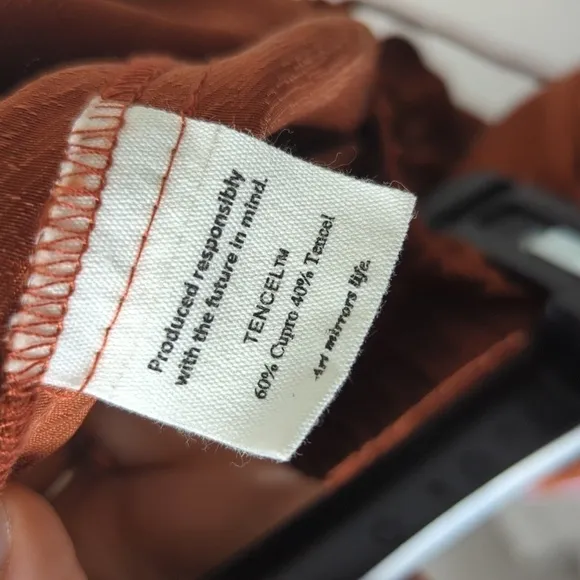 Produced responsibly
with the future in mind.
TENCEL™
60% Cupro 40% Tencel
Art mirrors life.